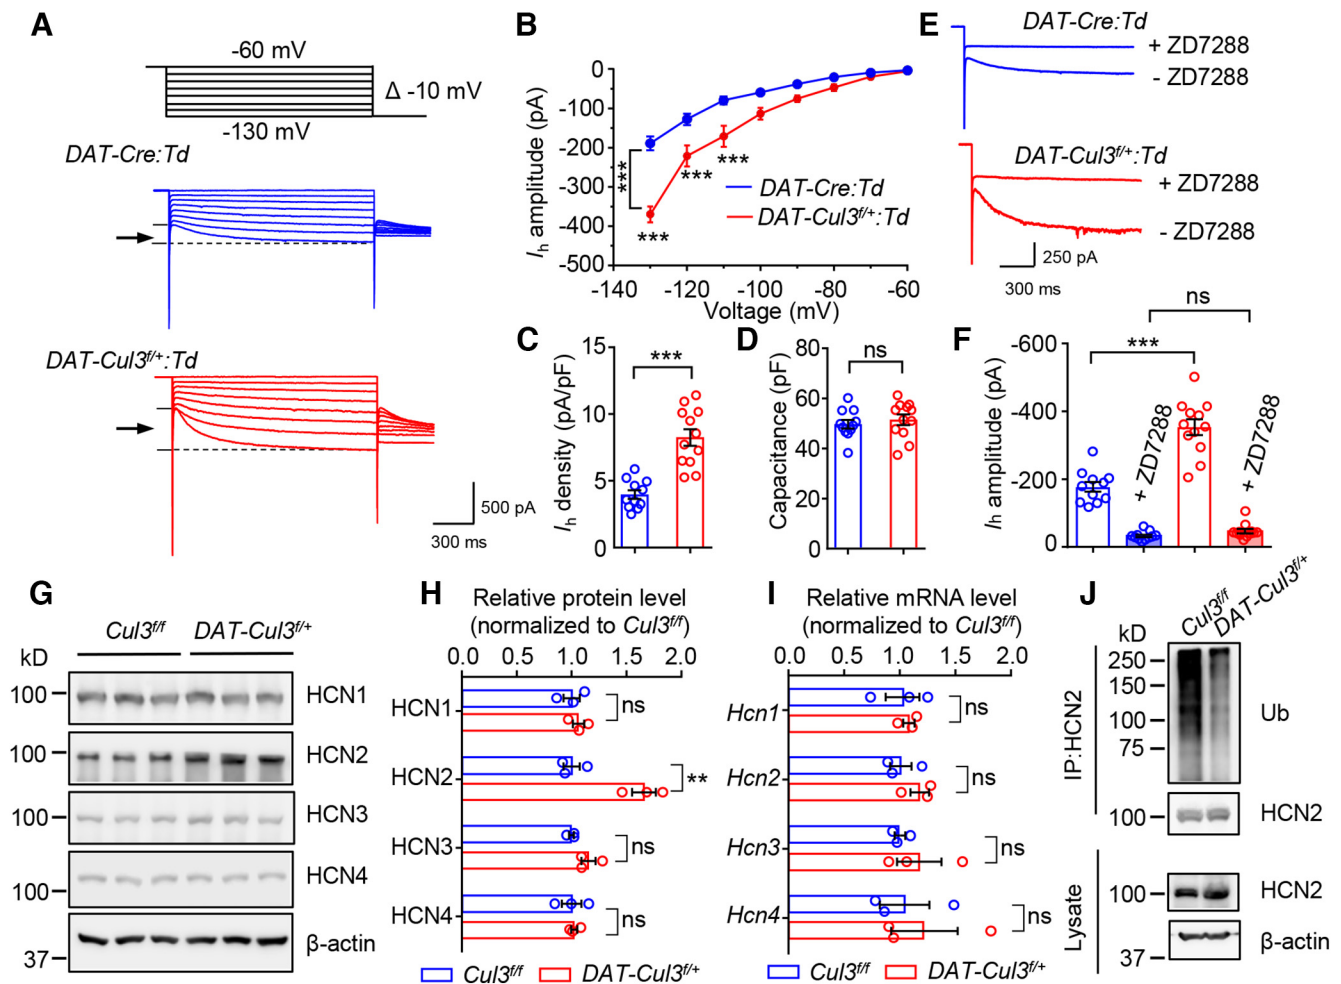 A
-60 mV
Δ -10 mV
-130 mV
DAT-Cre:Td
DAT-Cul3f/+:Td
500 pA
300 ms
B
Ih amplitude (pA)
0
-100
-200
-300
-400
-500
-140
-120
-100
-80
-60
Voltage (mV)
***
***
***
***
DAT-Cre:Td
DAT-Cul3f/+:Td
C
Ih density (pA/pF)
15
10
5
0
***
D
Capacitance (pF)
80
60
40
20
0
ns
E
DAT-Cre:Td
+ ZD7288
- ZD7288
DAT-Cul3f/+:Td
+ ZD7288
- ZD7288
250 pA
300 ms
F
Ih amplitude (pA)
-600
-400
-200
0
***
ns
+ ZD7288
+ ZD7288
G
Cul3f/f
DAT-Cul3f/+
kD
100
HCN1
100
HCN2
100
HCN3
100
HCN4
37
β-actin
H
Relative protein level
(normalized to Cul3f/f)
0.0
0.5
1.0
1.5
2.0
HCN1
ns
HCN2
**
HCN3
ns
HCN4
ns
Cul3f/f
DAT-Cul3f/+
I
Relative mRNA level
(normalized to Cul3f/f)
0.0
0.5
1.0
1.5
2.0
Hcn1
ns
Hcn2
ns
Hcn3
ns
Hcn4
ns
Cul3f/f
DAT-Cul3f/+
J
Cul3f/f
DAT-Cul3f/+
kD
IP:HCN2
250
150
100
75
Ub
100
HCN2
Lysate
100
HCN2
37
β-actin